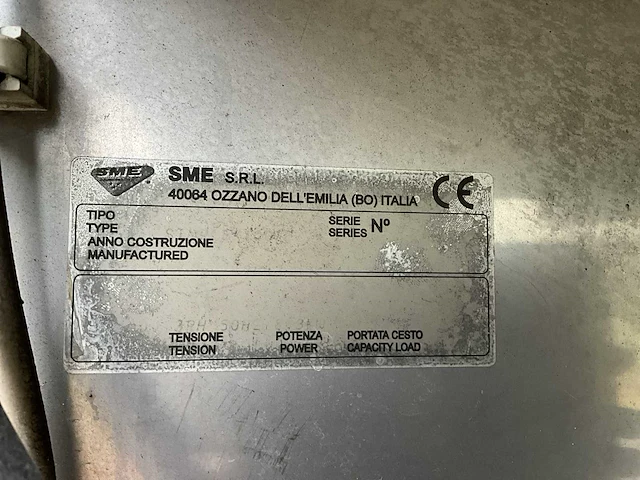 SME
SME S.R.L.
40064 OZZANO DELL'EMILIA (BO) ITALIA
CE
TIPO
TYPE
ANNO COSTRUZIONE
MANUFACTURED
SERIE
SERIES
Nº
TENSIONE
TENSION
POTENZA
POWER
PORTATA CESTO
CAPACITY LOAD